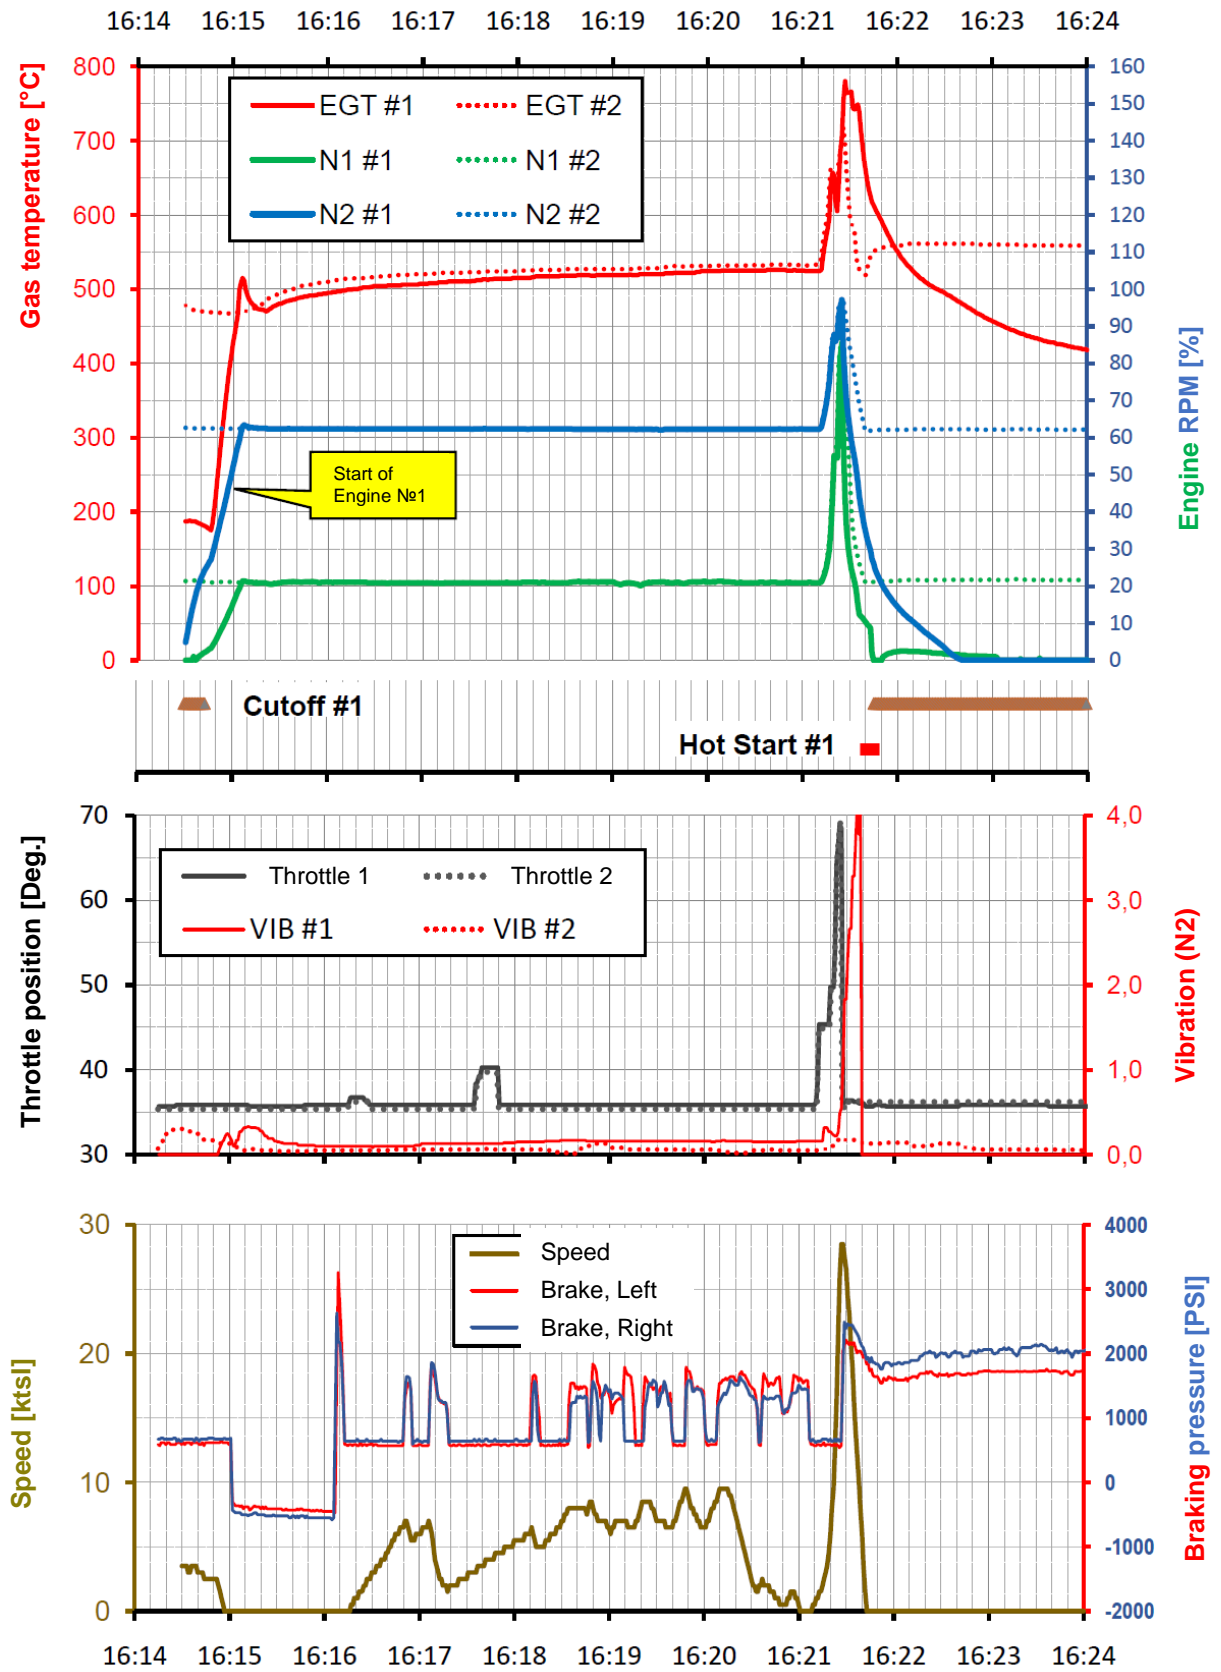 16:14 16:15 16:16 16:17 16:18 16:19 16:20 16:21 16:22 16:23 16:24
Gas temperature [°C]
800
700
600
500
400
300
200
100
0
EGT #1 EGT #2
N1 #1 N1 #2
N2 #1 N2 #2
Start of
Engine №1
160
150
140
130
120
110
100
90
80
70
60
50
40
30
20
10
0
Engine RPM [%]
Cutoff #1
Hot Start #1
Throttle position [Deg.]
70
60
50
40
30
Throttle 1 Throttle 2
VIB #1 VIB #2
4,0
3,0
2,0
1,0
0,0
Vibration (N2)
Speed [ktsl]
30
20
10
0
Speed
Brake, Left
Brake, Right
4000
3000
2000
1000
0
-1000
-2000
Braking pressure [PSI]
16:14 16:15 16:16 16:17 16:18 16:19 16:20 16:21 16:22 16:23 16:24